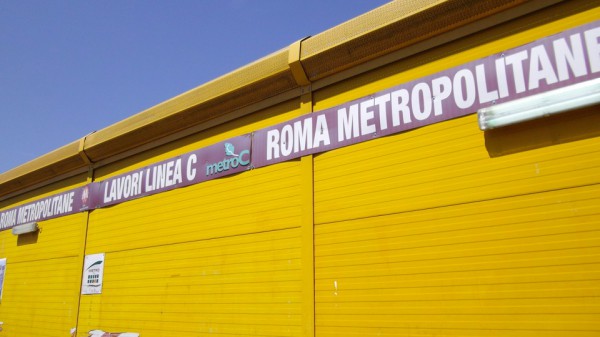 ROMA METROPOLITANE
LAVORI LINEA C
metroC
ROMA METROPOLITANE